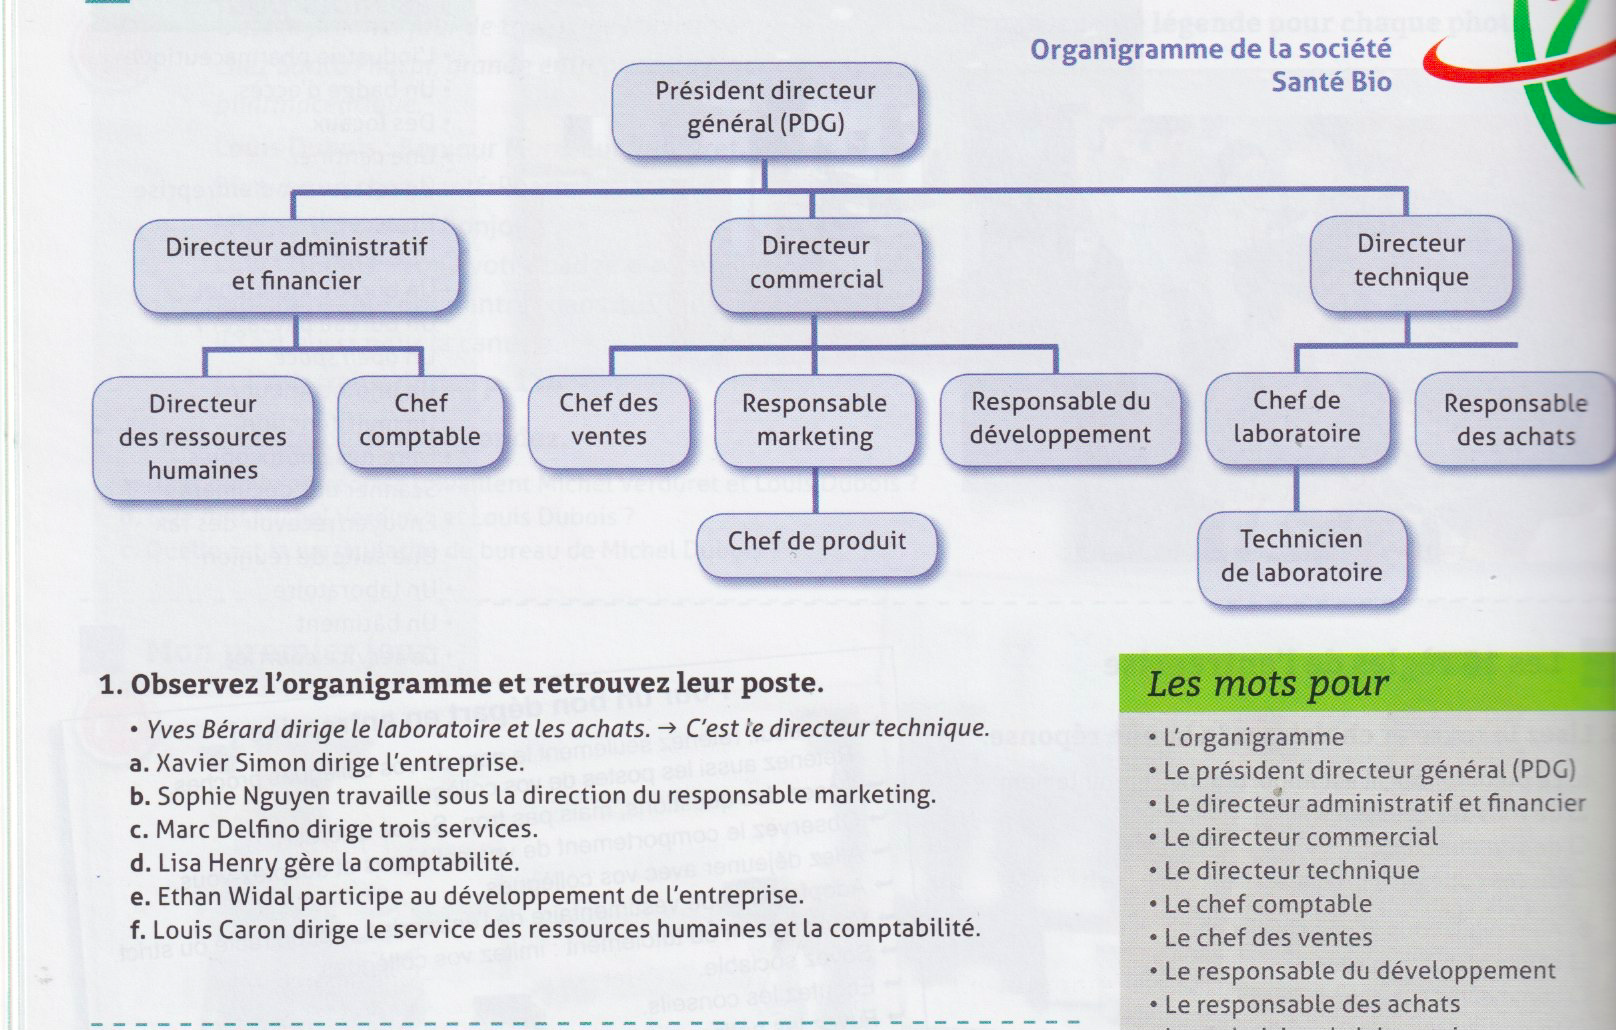 Organigramme de la société
Santé Bio
Président directeur
général (PDG)
Directeur administratif
et financier
Directeur
commercial
Directeur
technique
Directeur
des ressources
humaines
Chef
comptable
Chef des
ventes
Responsable
marketing
Responsable du
développement
Chef de
laboratoire
Responsable
des achats
Chef de produit
Technicien
de laboratoire
1. Observez l'organigramme et retrouvez leur poste.
• Yves Bérard dirige le laboratoire et les achats. → C'est le directeur technique.
a. Xavier Simon dirige l'entreprise.
b. Sophie Nguyen travaille sous la direction du responsable marketing.
c. Marc Delfino dirige trois services.
d. Lisa Henry gère la comptabilité.
e. Ethan Widal participe au développement de l'entreprise.
f. Louis Caron dirige le service des ressources humaines et la comptabilité.
Les mots pour
• L'organigramme
• Le président directeur général (PDG)
• Le directeur administratif et financier
• Le directeur commercial
• Le directeur technique
• Le chef comptable
• Le chef des ventes
• Le responsable du développement
• Le responsable des achats